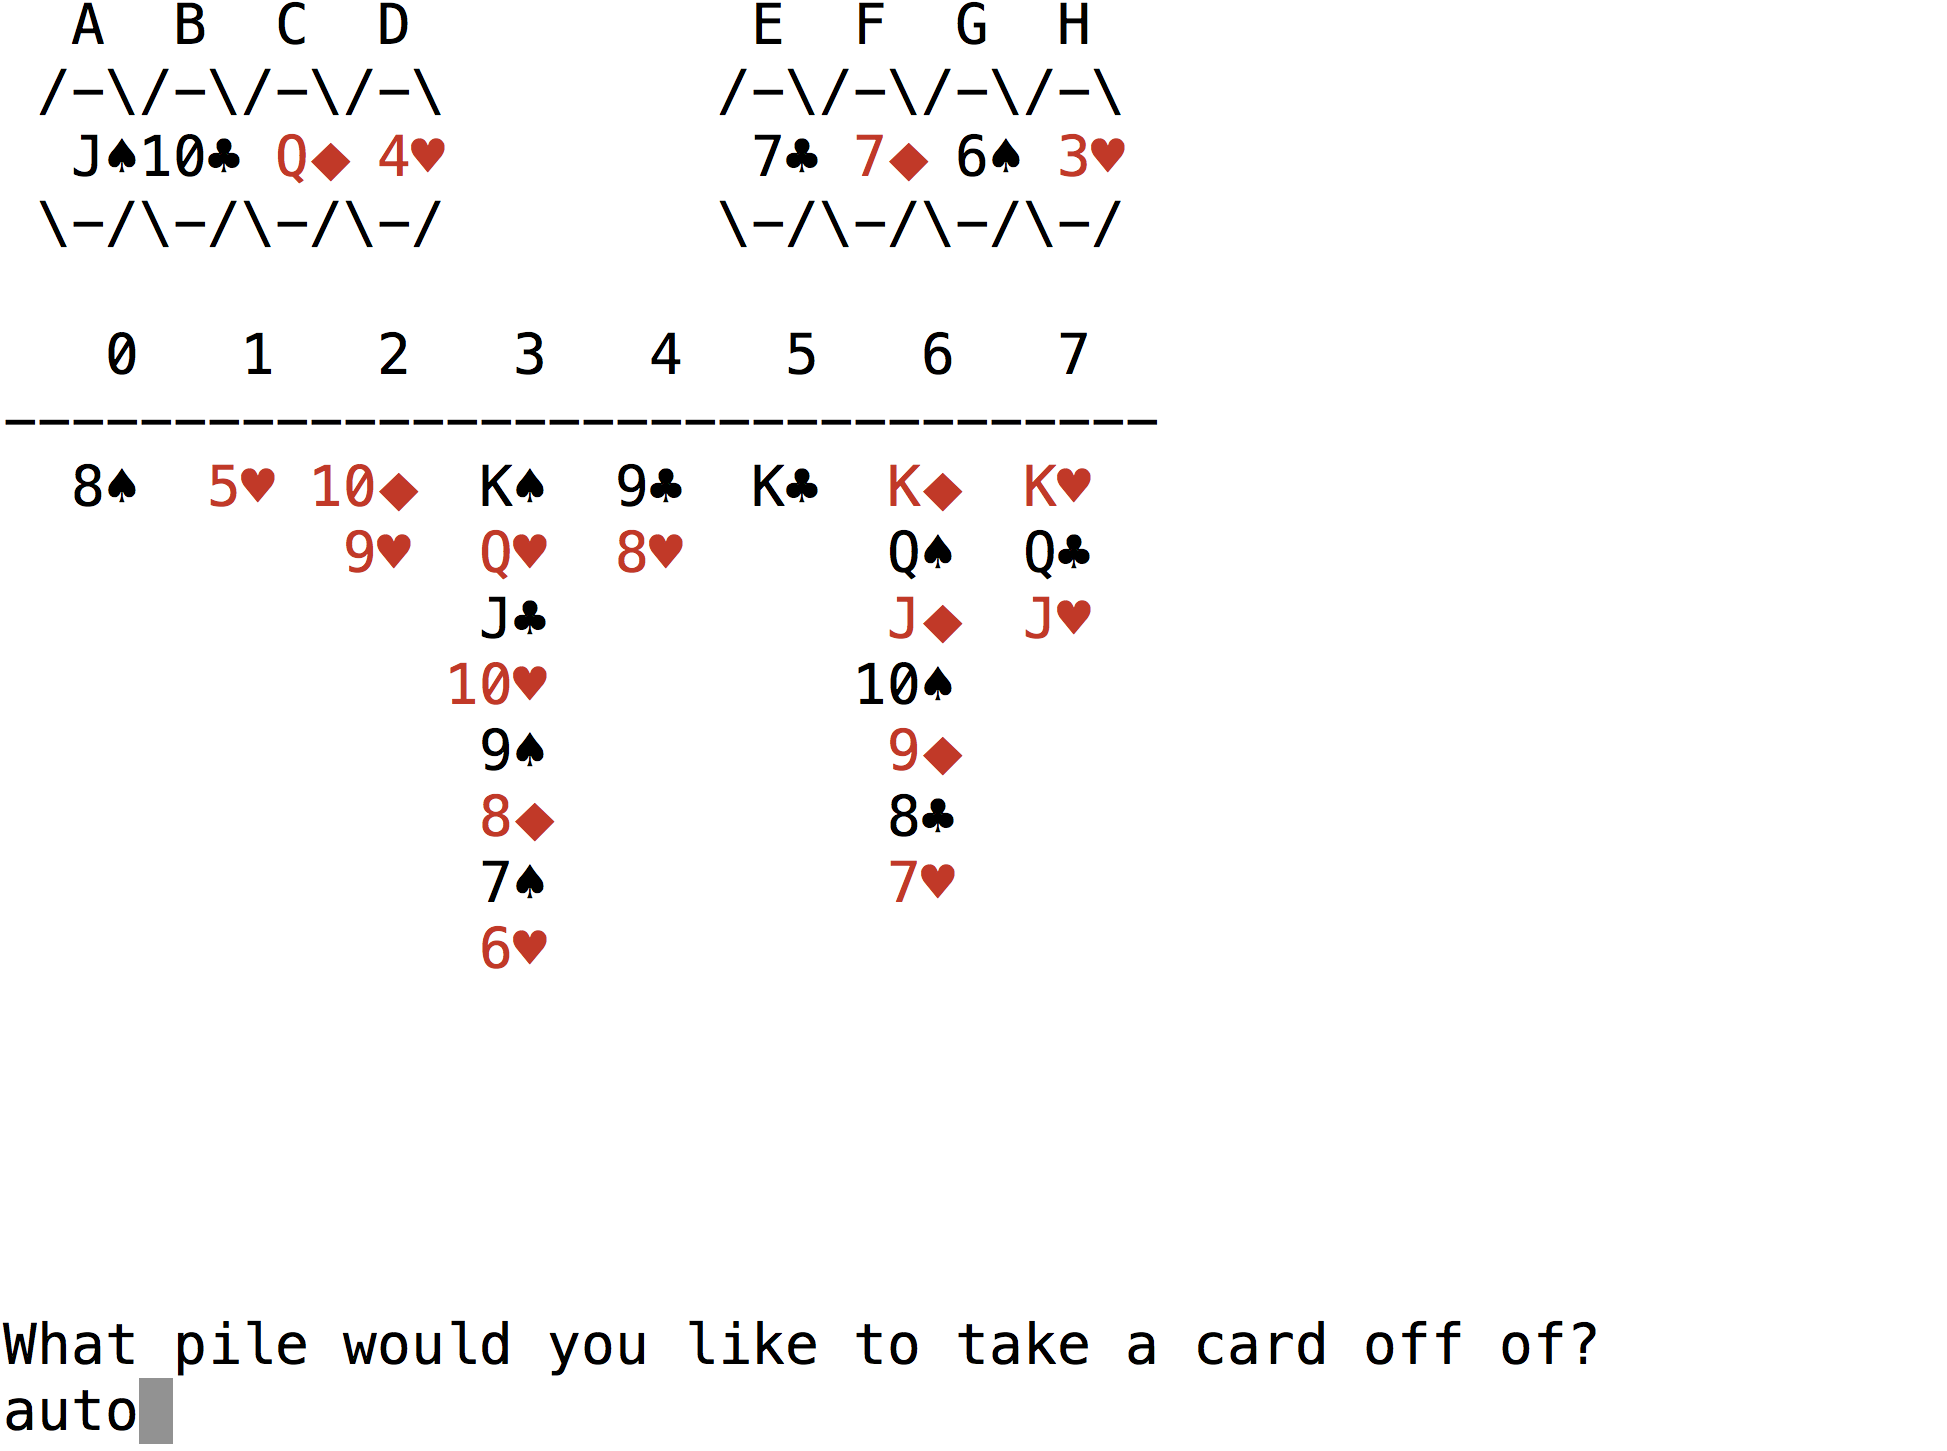 A B C D E F G H
/-\/-\/-\/-\ /-\/-\/-\/-\
J♠10♣ Q♦ 4♥ 7♣ 7♦ 6♠ 3♥
\-/\-/\-/\-/ \-/\-/\-/\-/
0 1 2 3 4 5 6 7
----------------------------------
8♠ 5♥ 10♦ K♠ 9♣ K♣ K♦ K♥
9♥ Q♥ 8♥ Q♠ Q♣
J♣ J♦ J♥
10♥ 10♠
9♠ 9♦
8♦ 8♣
7♠ 7♥
6♥
What pile would you like to take a card off of?
auto